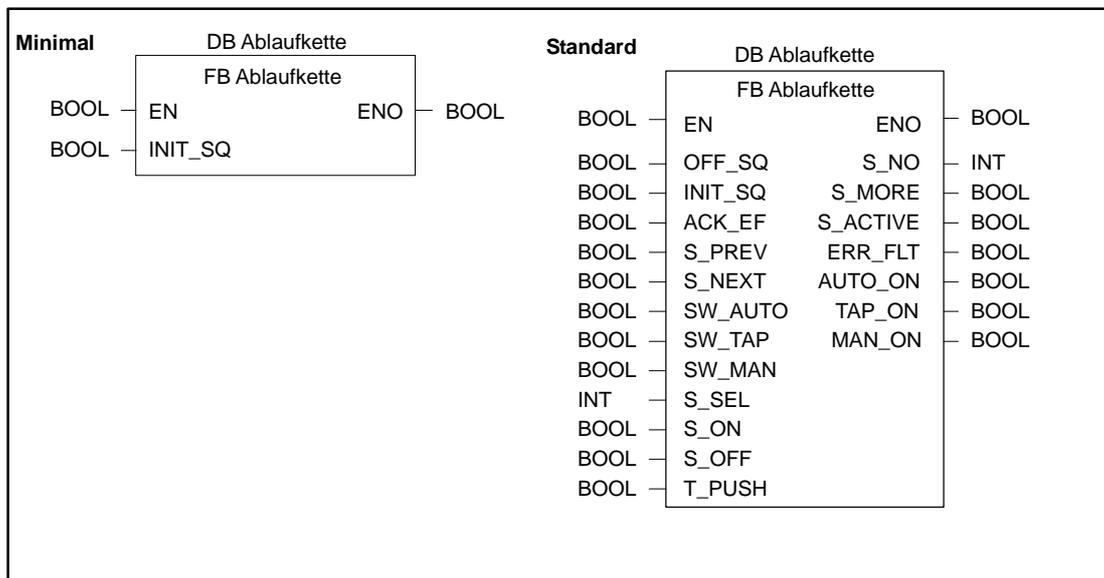 Minimal
DB Ablaufkette
FB Ablaufkette
BOOL EN ENO BOOL
BOOL INIT_SQ
Standard
DB Ablaufkette
FB Ablaufkette
BOOL EN ENO BOOL
BOOL OFF_SQ S_NO INT
BOOL INIT_SQ S_MORE BOOL
BOOL ACK_EF S_ACTIVE BOOL
BOOL S_PREV ERR_FLT BOOL
BOOL S_NEXT AUTO_ON BOOL
BOOL SW_AUTO TAP_ON BOOL
BOOL SW_TAP MAN_ON BOOL
BOOL SW_MAN
INT S_SEL
BOOL S_ON
BOOL S_OFF
BOOL T_PUSH